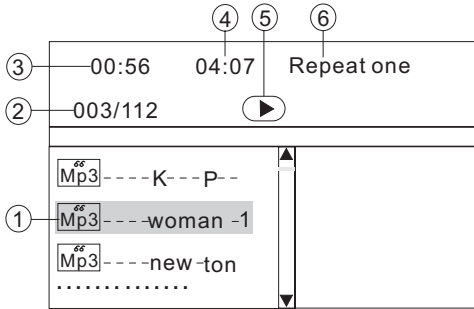 ④ ⑤ ⑥
③ 00:56 04:07 Repeat one
② 003/112
Mp3 ----K---P--
① Mp3 ----woman -1
Mp3 ----new-ton
..............